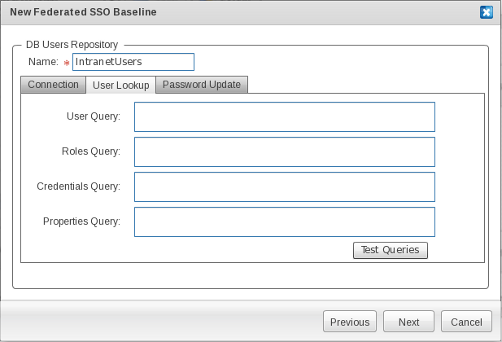 New Federated SSO Baseline
DB Users Repository
Name: * IntranetUsers
Connection User Lookup Password Update
User Query:
Roles Query:
Credentials Query:
Properties Query:
Test Queries
Previous Next Cancel